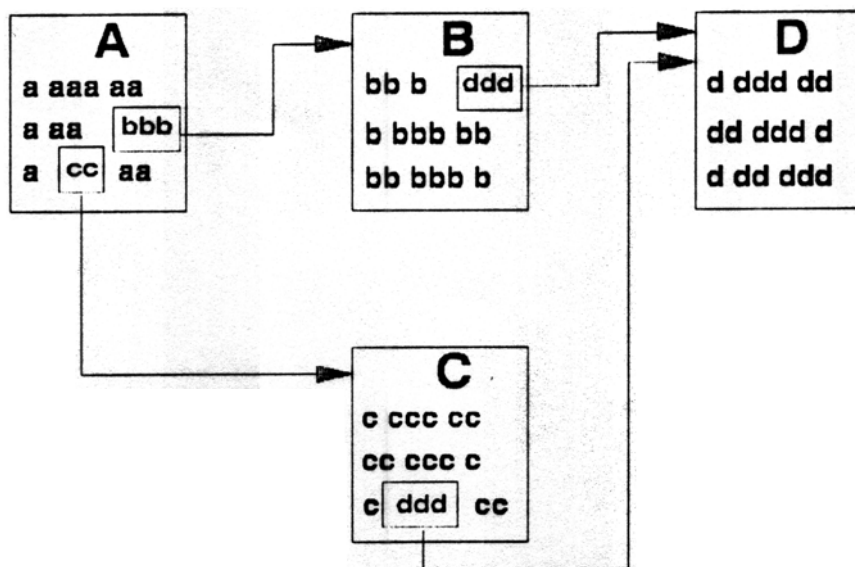 A
a aaa aa
a aa bbb
a cc aa
B
bb b ddd
b bbb bb
bb bbb b
D
d ddd dd
dd ddd d
d dd ddd
C
c ccc cc
cc ccc c
c ddd cc